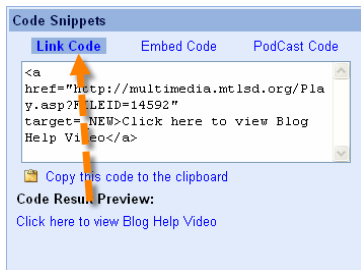 Code Snippets
Link Code Embed Code PodCast Code
<a
href="http://multimedia.mtlsd.org/Pla
y.asp?FILEID=14592"
target=_NEW>Click here to view Blog
Help Video</a>
Copy this code to the clipboard
Code Result Preview:
Click here to view Blog Help Video